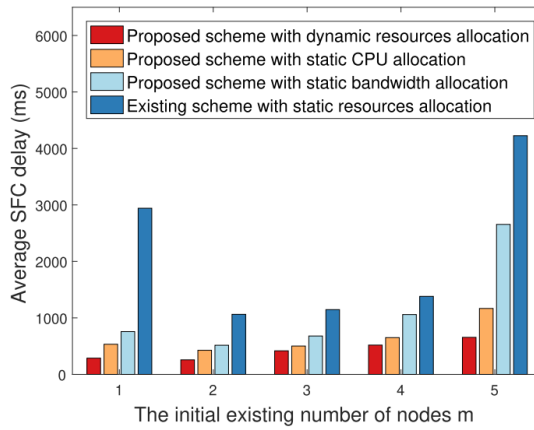 Proposed scheme with dynamic resources allocation
Proposed scheme with static CPU allocation
Proposed scheme with static bandwidth allocation
Existing scheme with static resources allocation
Average SFC delay (ms)
6000
5000
4000
3000
2000
1000
0
1 2 3 4 5
The initial existing number of nodes m